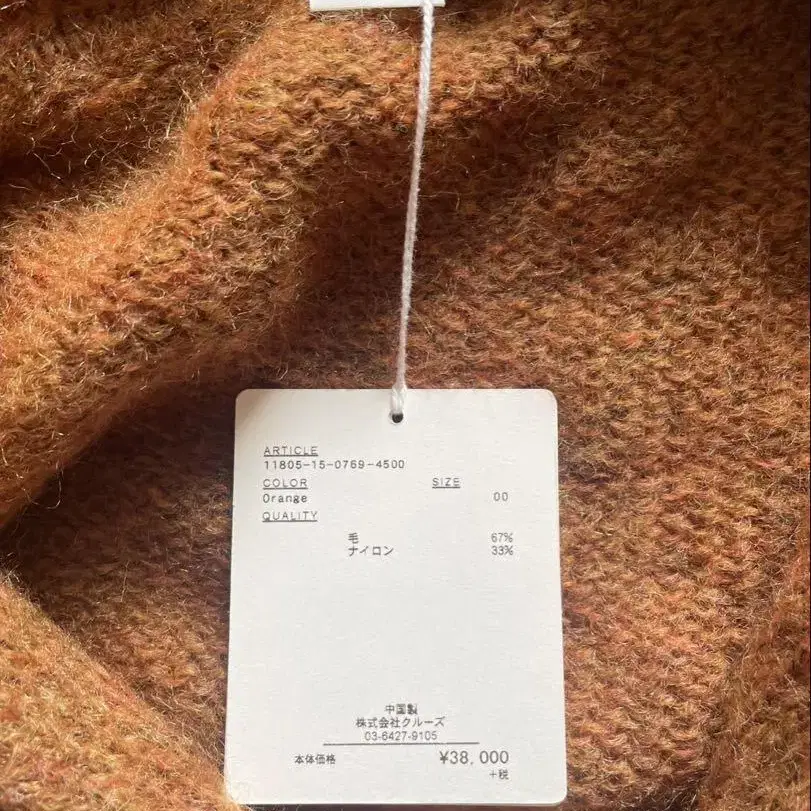 ARTICLE
11805-15-0769-4500
COLOR SIZE
Orange 00
QUALITY
毛 67%
ナイロン 33%
中国製
株式会社クルーズ
03-6427-9105
本体価格 ¥38,000
+税